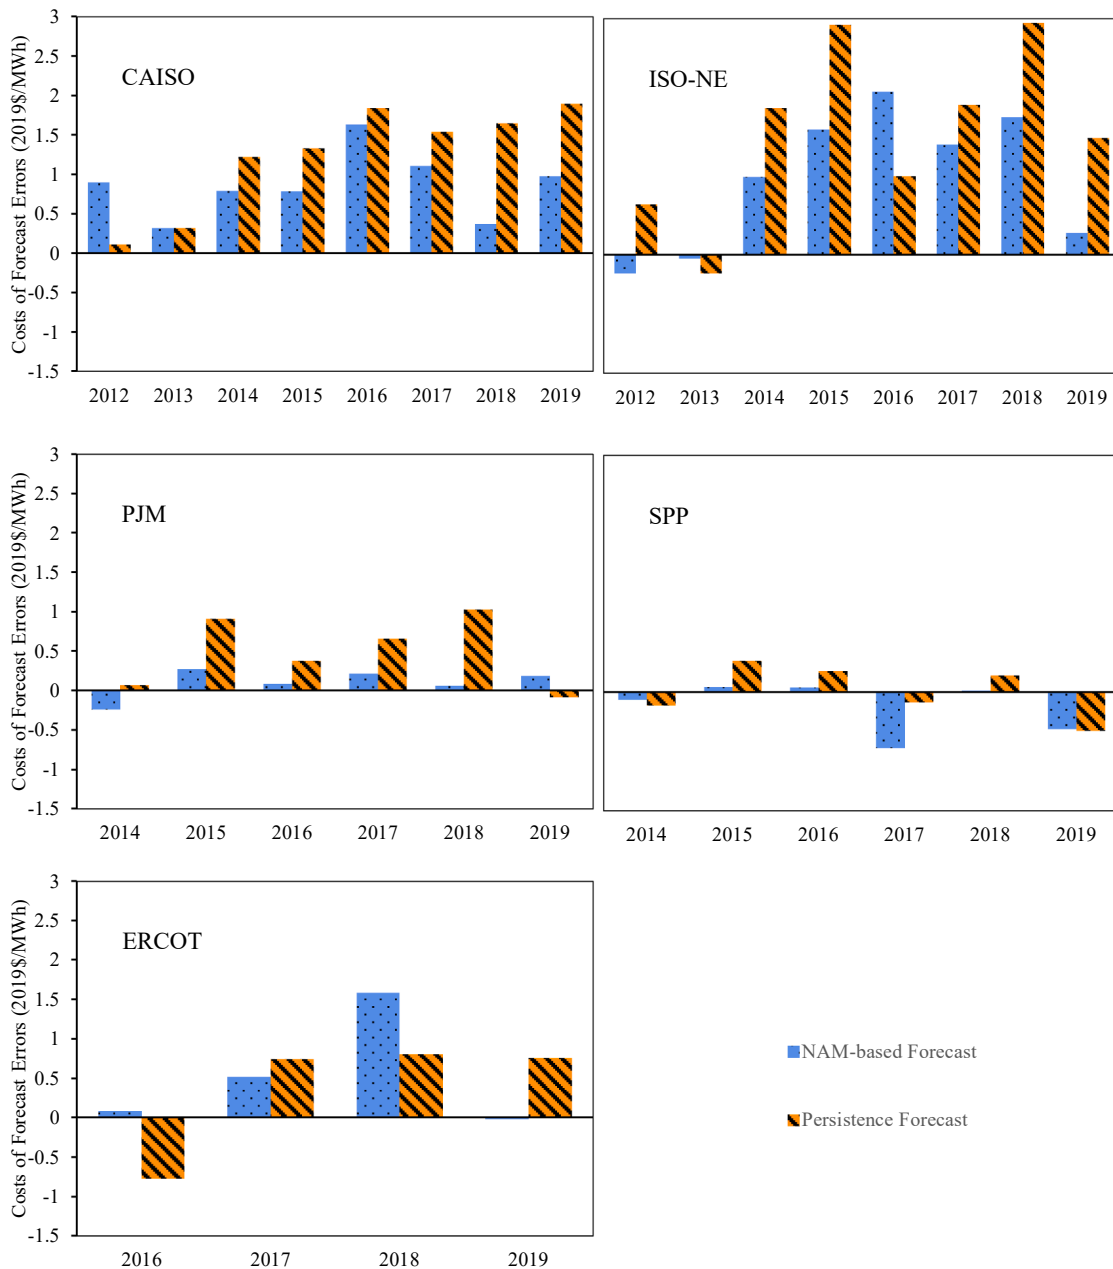 CAISO
Costs of Forecast Errors (2019$/MWh)
3
2.5
2
1.5
1
0.5
0
-0.5
-1
-1.5
2012 2013 2014 2015 2016 2017 2018 2019
ISO-NE
2012 2013 2014 2015 2016 2017 2018 2019
PJM
Costs of Forecast Errors (2019$/MWh)
3
2.5
2
1.5
1
0.5
0
-0.5
-1
-1.5
2014 2015 2016 2017 2018 2019
SPP
2014 2015 2016 2017 2018 2019
ERCOT
Costs of Forecast Errors (2019$/MWh)
3
2.5
2
1.5
1
0.5
0
-0.5
-1
-1.5
2016 2017 2018 2019
NAM-based Forecast
Persistence Forecast